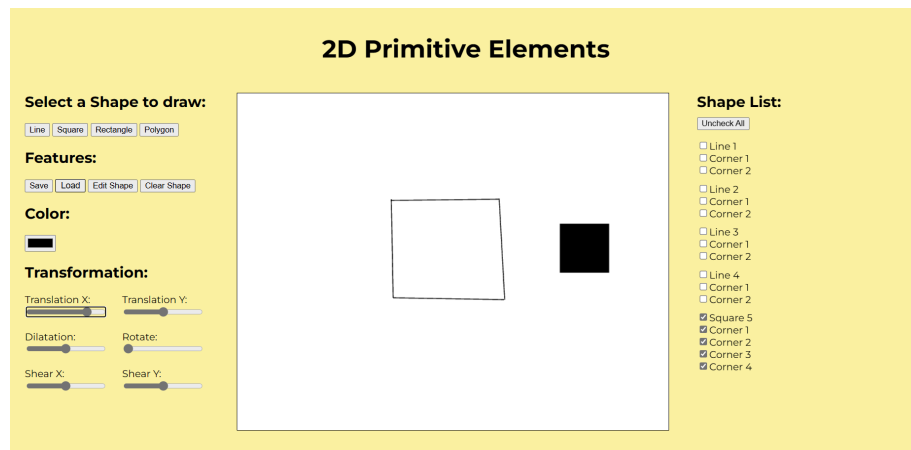 2D Primitive Elements
Select a Shape to draw:
Line Square Rectangle Polygon
Features:
Save Load Edit Shape Clear Shape
Color:
Transformation:
Translation X: Translation Y:
Dilatation: Rotate:
Shear X: Shear Y:
Shape List:
Uncheck All
Line 1
Corner 1
Corner 2
Line 2
Corner 1
Corner 2
Line 3
Corner 1
Corner 2
Line 4
Corner 1
Corner 2
Square 5
Corner 1
Corner 2
Corner 3
Corner 4